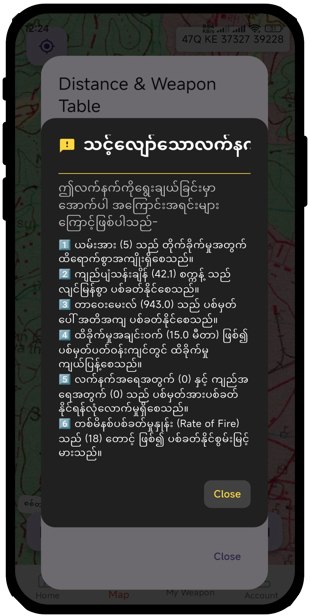 12:24
47Q KE 37327 39228
Distance & Weapon
Table
သင့်လျော်သောလက်နက်
ဤလက်နက်ကိုရွေးချယ်ခြင်းမှာ
အောက်ပါ အကြောင်းအရင်းများ
ကြောင့်ဖြစ်ပါသည်-
1 ယမ်းအား (5) သည် တိုက်ခိုက်မှုအတွက်
ထိရောက်စွာအကျိုးရှိစေသည်။
2 ကျည်ပျံသန်းချိန် (42.1) စက္ကန့် သည်
လျင်မြန်စွာ ပစ်ခတ်နိုင်စေသည်။
3 တာဝေးမေးလ် (943.0) သည် ပစ်မှတ်
ပေါ် အတိအကျ ပစ်ခတ်နိုင်စေသည်။
4 ထိခိုက်မှုအချင်းဝက် (15.0 မီတာ) ဖြစ်၍
ပစ်မှတ်ပတ်ဝန်းကျင်တွင် ထိခိုက်မှု
ကျယ်ပြန့်စေသည်။
5 လက်နက်အရေအတွက် (0) နှင့် ကျည်အ
ရေအတွက် (0) သည် ပစ်မှတ်အားပစ်ခတ်
နိုင်ရန်လုံလောက်မှုရှိစေသည်။
6 တစ်မိနစ်ပစ်ခတ်မှုနှုန်း (Rate of Fire)
သည် (18) တောင့် ဖြစ်၍ ပစ်ခတ်နိုင်စွမ်းမြင့်
မားသည်။
Close
Close
Home Map My Weapon Account